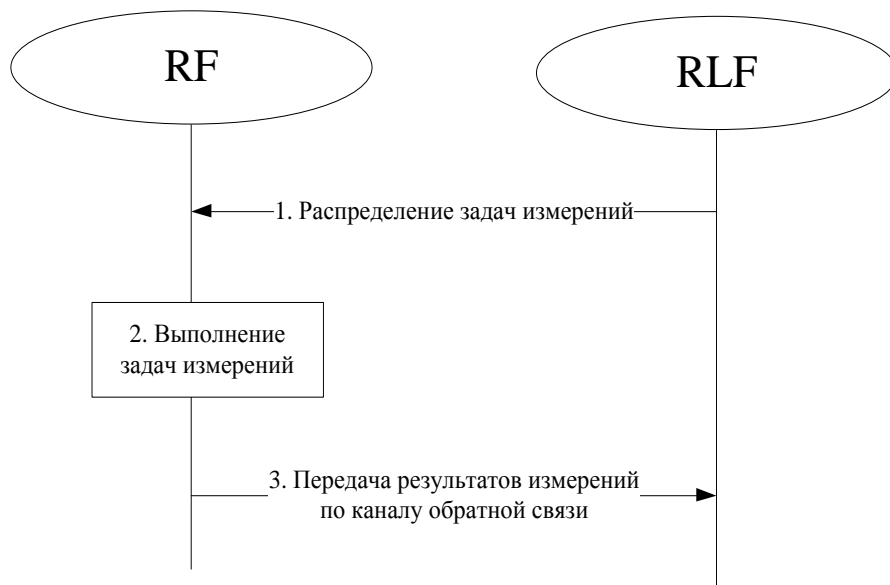 RF
RLF
1. Распределение задач измерений
2. Выполнение
задач измерений
3. Передача результатов измерений
по каналу обратной связи